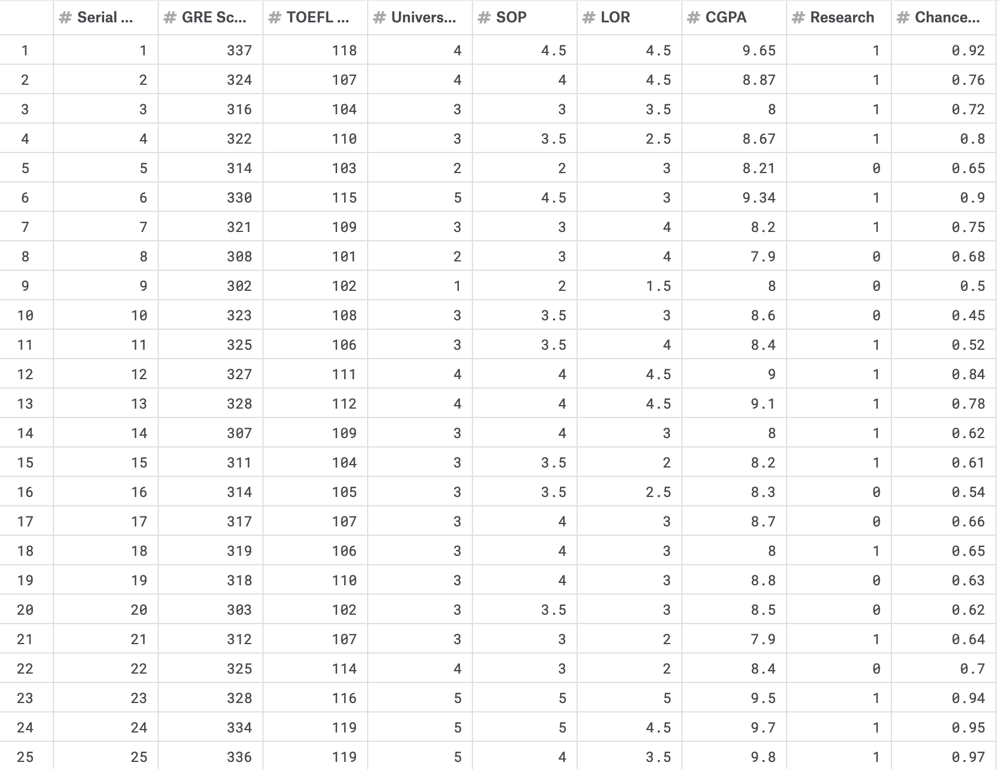 # Serial ... # GRE Sc... # TOEFL ... # Univers... # SOP # LOR # CGPA # Research # Chance...
1 1 337 118 4 4.5 4.5 9.65 1 0.92
2 2 324 107 4 4 4.5 8.87 1 0.76
3 3 316 104 3 3 3.5 8 1 0.72
4 4 322 110 3 3.5 2.5 8.67 1 0.8
5 5 314 103 2 2 3 8.21 0 0.65
6 6 330 115 5 4.5 3 9.34 1 0.9
7 7 321 109 3 3 4 8.2 1 0.75
8 8 308 101 2 3 4 7.9 0 0.68
9 9 302 102 1 2 1.5 8 0 0.5
10 10 323 108 3 3.5 3 8.6 0 0.45
11 11 325 106 3 3.5 4 8.4 1 0.52
12 12 327 111 4 4 4.5 9 1 0.84
13 13 328 112 4 4 4.5 9.1 1 0.78
14 14 307 109 3 4 3 8 1 0.62
15 15 311 104 3 3.5 2 8.2 1 0.61
16 16 314 105 3 3.5 2.5 8.3 0 0.54
17 17 317 107 3 4 3 8.7 0 0.66
18 18 319 106 3 4 3 8 1 0.65
19 19 318 110 3 4 3 8.8 0 0.63
20 20 303 102 3 3.5 3 8.5 0 0.62
21 21 312 107 3 3 2 7.9 1 0.64
22 22 325 114 4 3 2 8.4 0 0.7
23 23 328 116 5 5 5 9.5 1 0.94
24 24 334 119 5 5 4.5 9.7 1 0.95
25 25 336 119 5 4 3.5 9.8 1 0.97